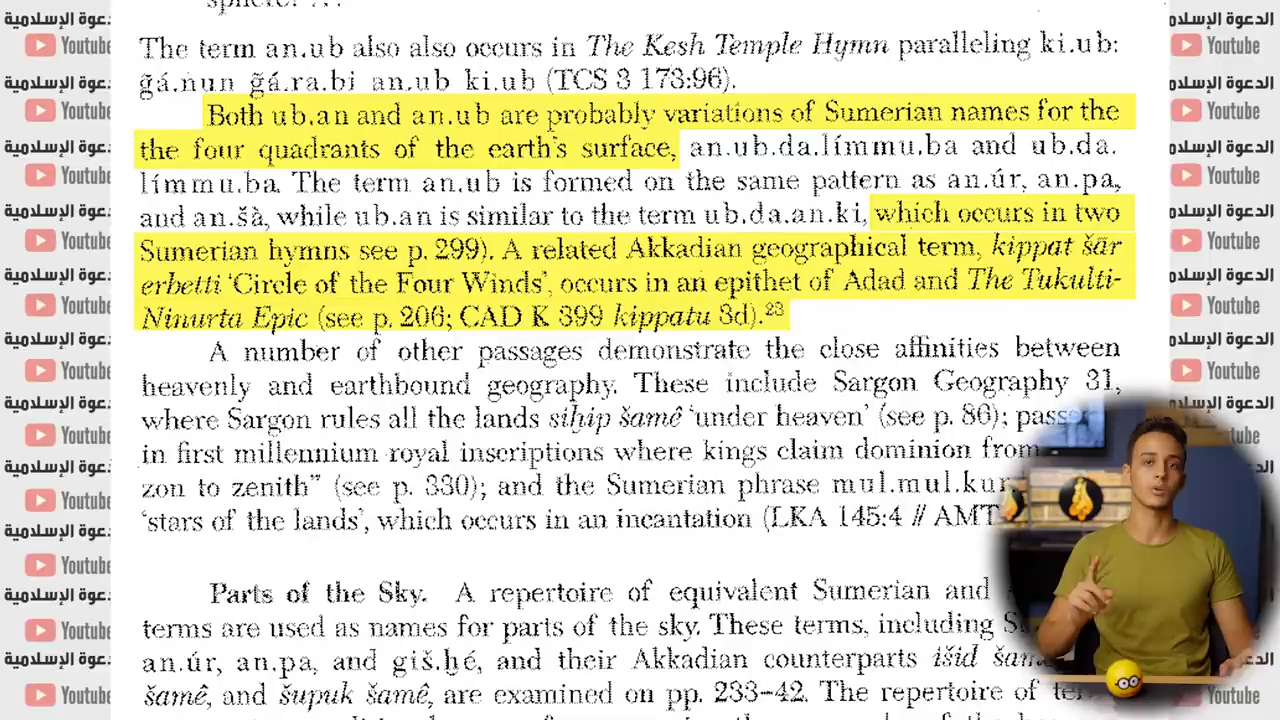 The term an.ub also also occurs in The Kesh Temple Hymn paralleling ki.ub:
g̃á.nun g̃á.ra.bi an.ub ki.ub (TCS 3 173:96).
Both ub.an and an.ub are probably variations of Sumerian names for the
the four quadrants of the earth's surface, an.ub.da.límmu.ba and ub.da.
límmu.ba. The term an.ub is formed on the same pattern as an.úr, an.pa,
and an.šà, while ub.an is similar to the term ub.da.an.ki, which occurs in two
Sumerian hymns see p. 299). A related Akkadian geographical term, kippat šār
erbetti 'Circle of the Four Winds', occurs in an epithet of Adad and The Tukulti-
Ninurta Epic (see p. 206; CAD K 399 kippatu 3d).²³
A number of other passages demonstrate the close affinities between
heavenly and earthbound geography. These include Sargon Geography 31,
where Sargon rules all the lands siḫip šamê 'under heaven' (see p. 86);
in first millennium royal inscriptions where kings claim dominion from
zon to zenith" (see p. 330); and the Sumerian phrase mul.mul.kur
'stars of the lands', which occurs in an incantation (LKA 145:4 // AMT
Parts of the Sky. A repertoire of equivalent Sumerian and
terms are used as names for parts of the sky. These terms, including
an.úr, an.pa, and giš.ḫé, and their Akkadian counterparts išid
šamê, and šupuk šamê, are examined on pp. 233–42. The repertoire of
الدعوة الإسلامية
Youtube
الدعوة الإسلامية
Youtube